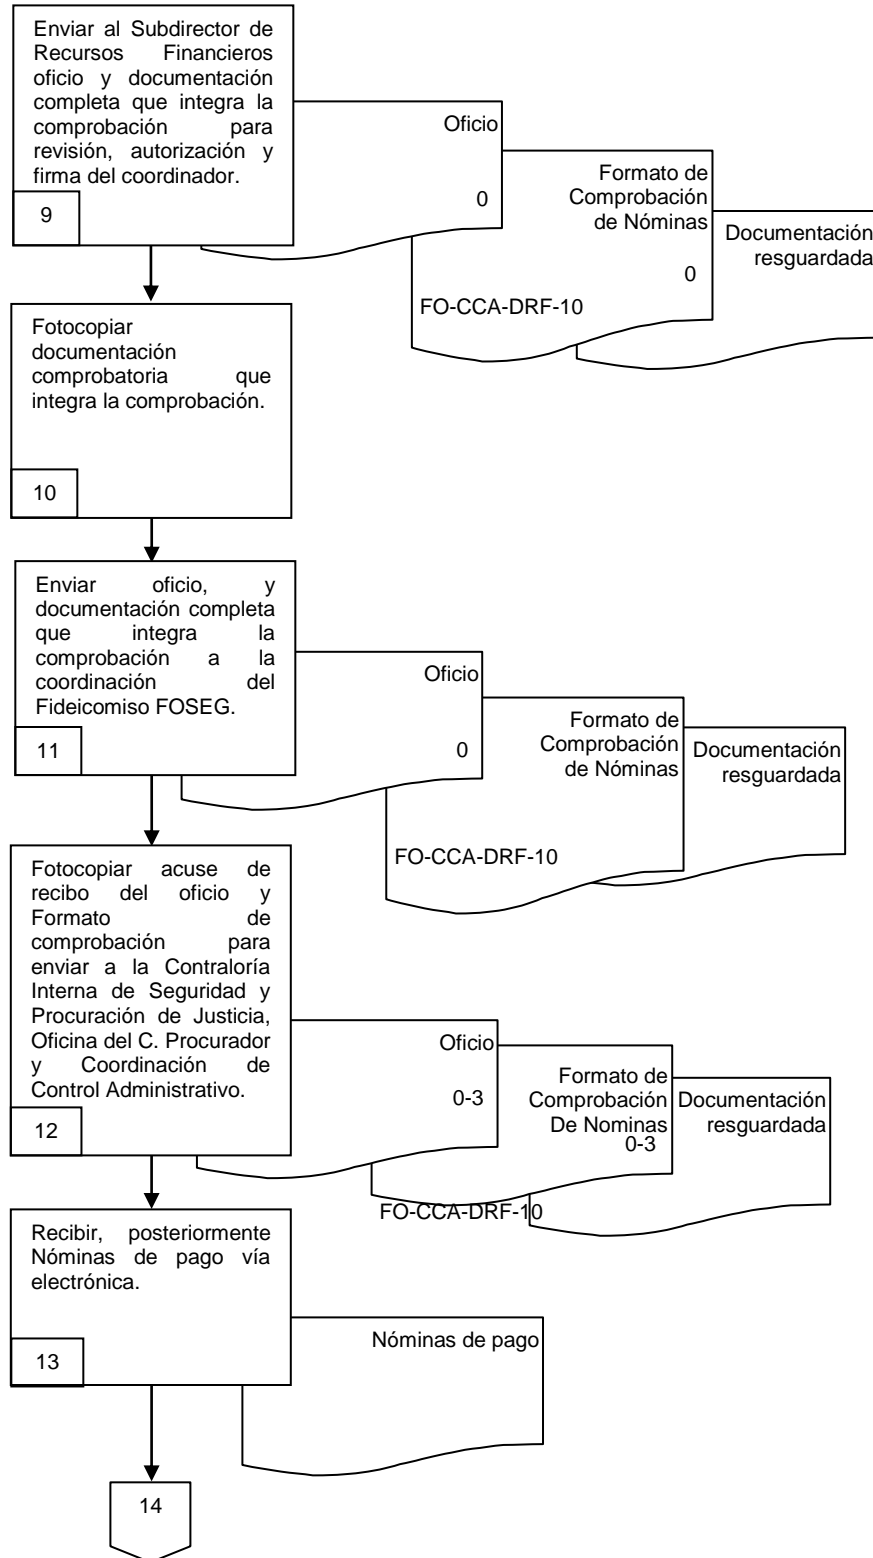 Enviar al Subdirector de
Recursos Financieros
oficio y documentación
completa que integra la
comprobación para
revisión, autorización y
firma del coordinador.
9
Oficio
0
Formato de
Comprobación
de Nóminas
0
FO-CCA-DRF-10
Documentación
resguardada
Fotocopiar
documentación
comprobatoria que
integra la comprobación.
10
Enviar oficio, y
documentación completa
que integra la
comprobación a la
coordinación del
Fideicomiso FOSEG.
11
Oficio
0
Formato de
Comprobación
de Nóminas
FO-CCA-DRF-10
Documentación
resguardada
Fotocopiar acuse de
recibo del oficio y
Formato de
comprobación para
enviar a la Contraloría
Interna de Seguridad y
Procuración de Justicia,
Oficina del C. Procurador
y Coordinación de
Control Administrativo.
12
Oficio
0-3
Formato de
Comprobación
De Nominas
0-3
FO-CCA-DRF-10
Documentación
resguardada
Recibir, posteriormente
Nóminas de pago vía
electrónica.
13
Nóminas de pago
14